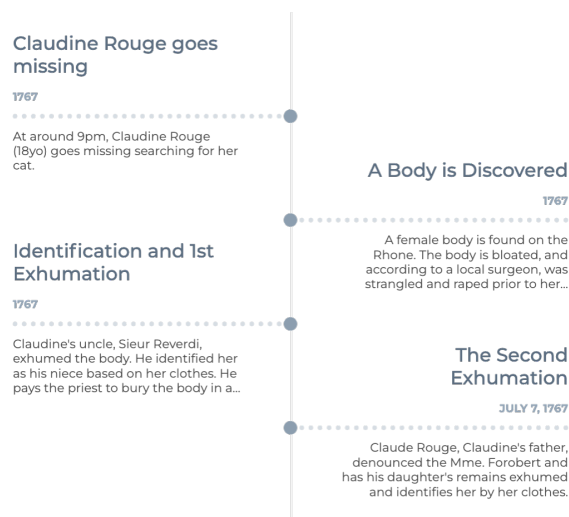 Claudine Rouge goes
missing
1767
At around 9pm, Claudine Rouge
(18yo) goes missing searching for her
cat.
A Body is Discovered
1767
A female body is found on the
Rhone. The body is bloated, and
according to a local surgeon, was
strangled and raped prior to her...
Identification and 1st
Exhumation
1767
Claudine's uncle, Sieur Reverdi,
exhumed the body. He identified her
as his niece based on her clothes. He
pays the priest to bury the body in a...
The Second
Exhumation
JULY 7, 1767
Claude Rouge, Claudine's father,
denounced the Mme. Forobert and
has his daughter's remains exhumed
and identifies her by her clothes.